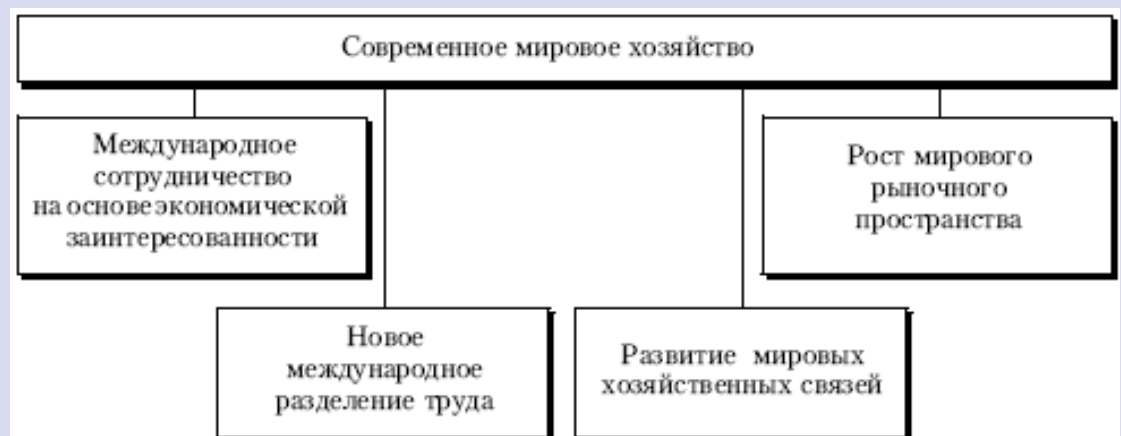 Современное мировое хозяйство
Международное
сотрудничество
на основе экономической
заинтересованности
Рост мирового
рыночного
пространства
Новое
международное
разделение труда
Развитие мировых
хозяйственных связей